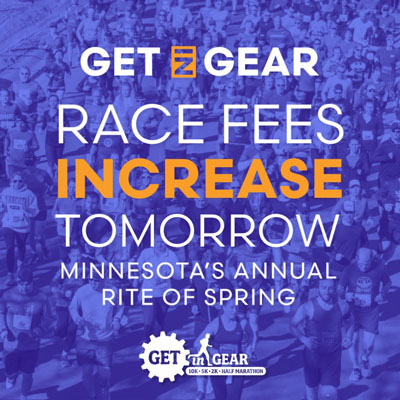 GET IN GEAR
RACE FEES
INCREASE
TOMORROW
MINNESOTA'S ANNUAL
RITE OF SPRING
GET in GEAR
10K • 5K • 2K • HALF MARATHON